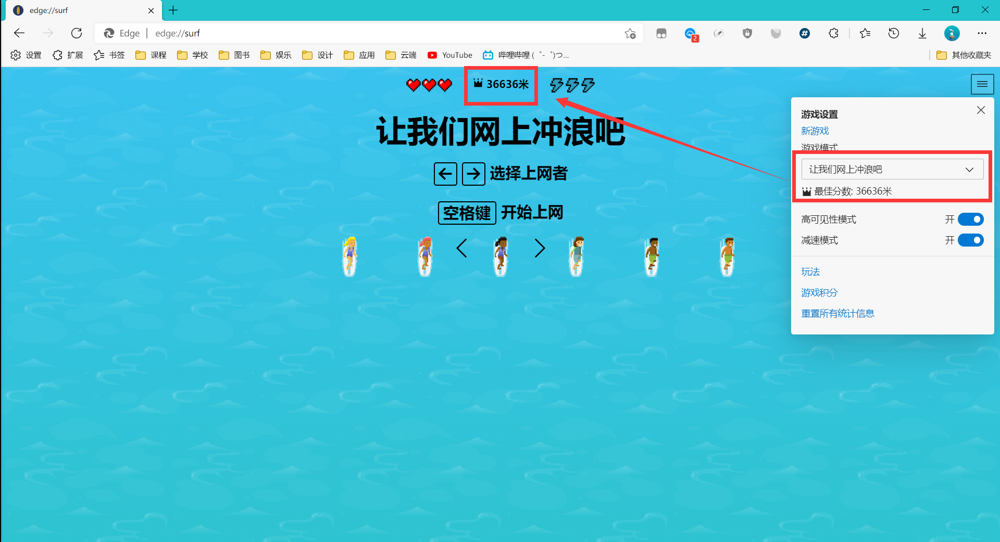 edge://surf
Edge | edge://surf
2
设置 扩展 书签 课程 学校 图书 娱乐 设计 应用 云端 YouTube 哔哩哔哩 (゜-゜)つ... 其他收藏夹
36636米
让我们网上冲浪吧
选择上网者
空格键 开始上网
游戏设置
新游戏
游戏模式
让我们网上冲浪吧
最佳分数: 36636米
高可见性模式 开
减速模式 开
玩法
游戏积分
重置所有统计信息